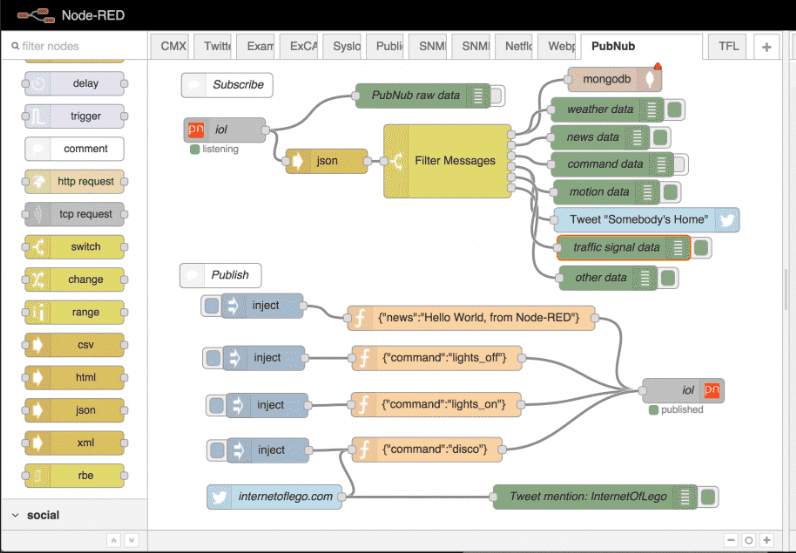 Node-RED
filter nodes
CMX
Twitte
Exam
ExCA
Syslo
Public
SNMI
SNMI
Netflo
Webp
PubNub
TFL
+
delay
trigger
comment
http request
tcp request
switch
change
range
csv
html
json
xml
rbe
social
Subscribe
PubNub raw data
pn
iol
listening
json
Filter Messages
mongodb
weather data
news data
command data
motion data
Tweet "Somebody's Home"
traffic signal data
other data
Publish
inject
{"news":"Hello World, from Node-RED"}
inject
{"command":"lights_off"}
inject
{"command":"lights_on"}
inject
{"command":"disco"}
iol
pn
published
internetoflego.com
Tweet mention: InternetOfLego